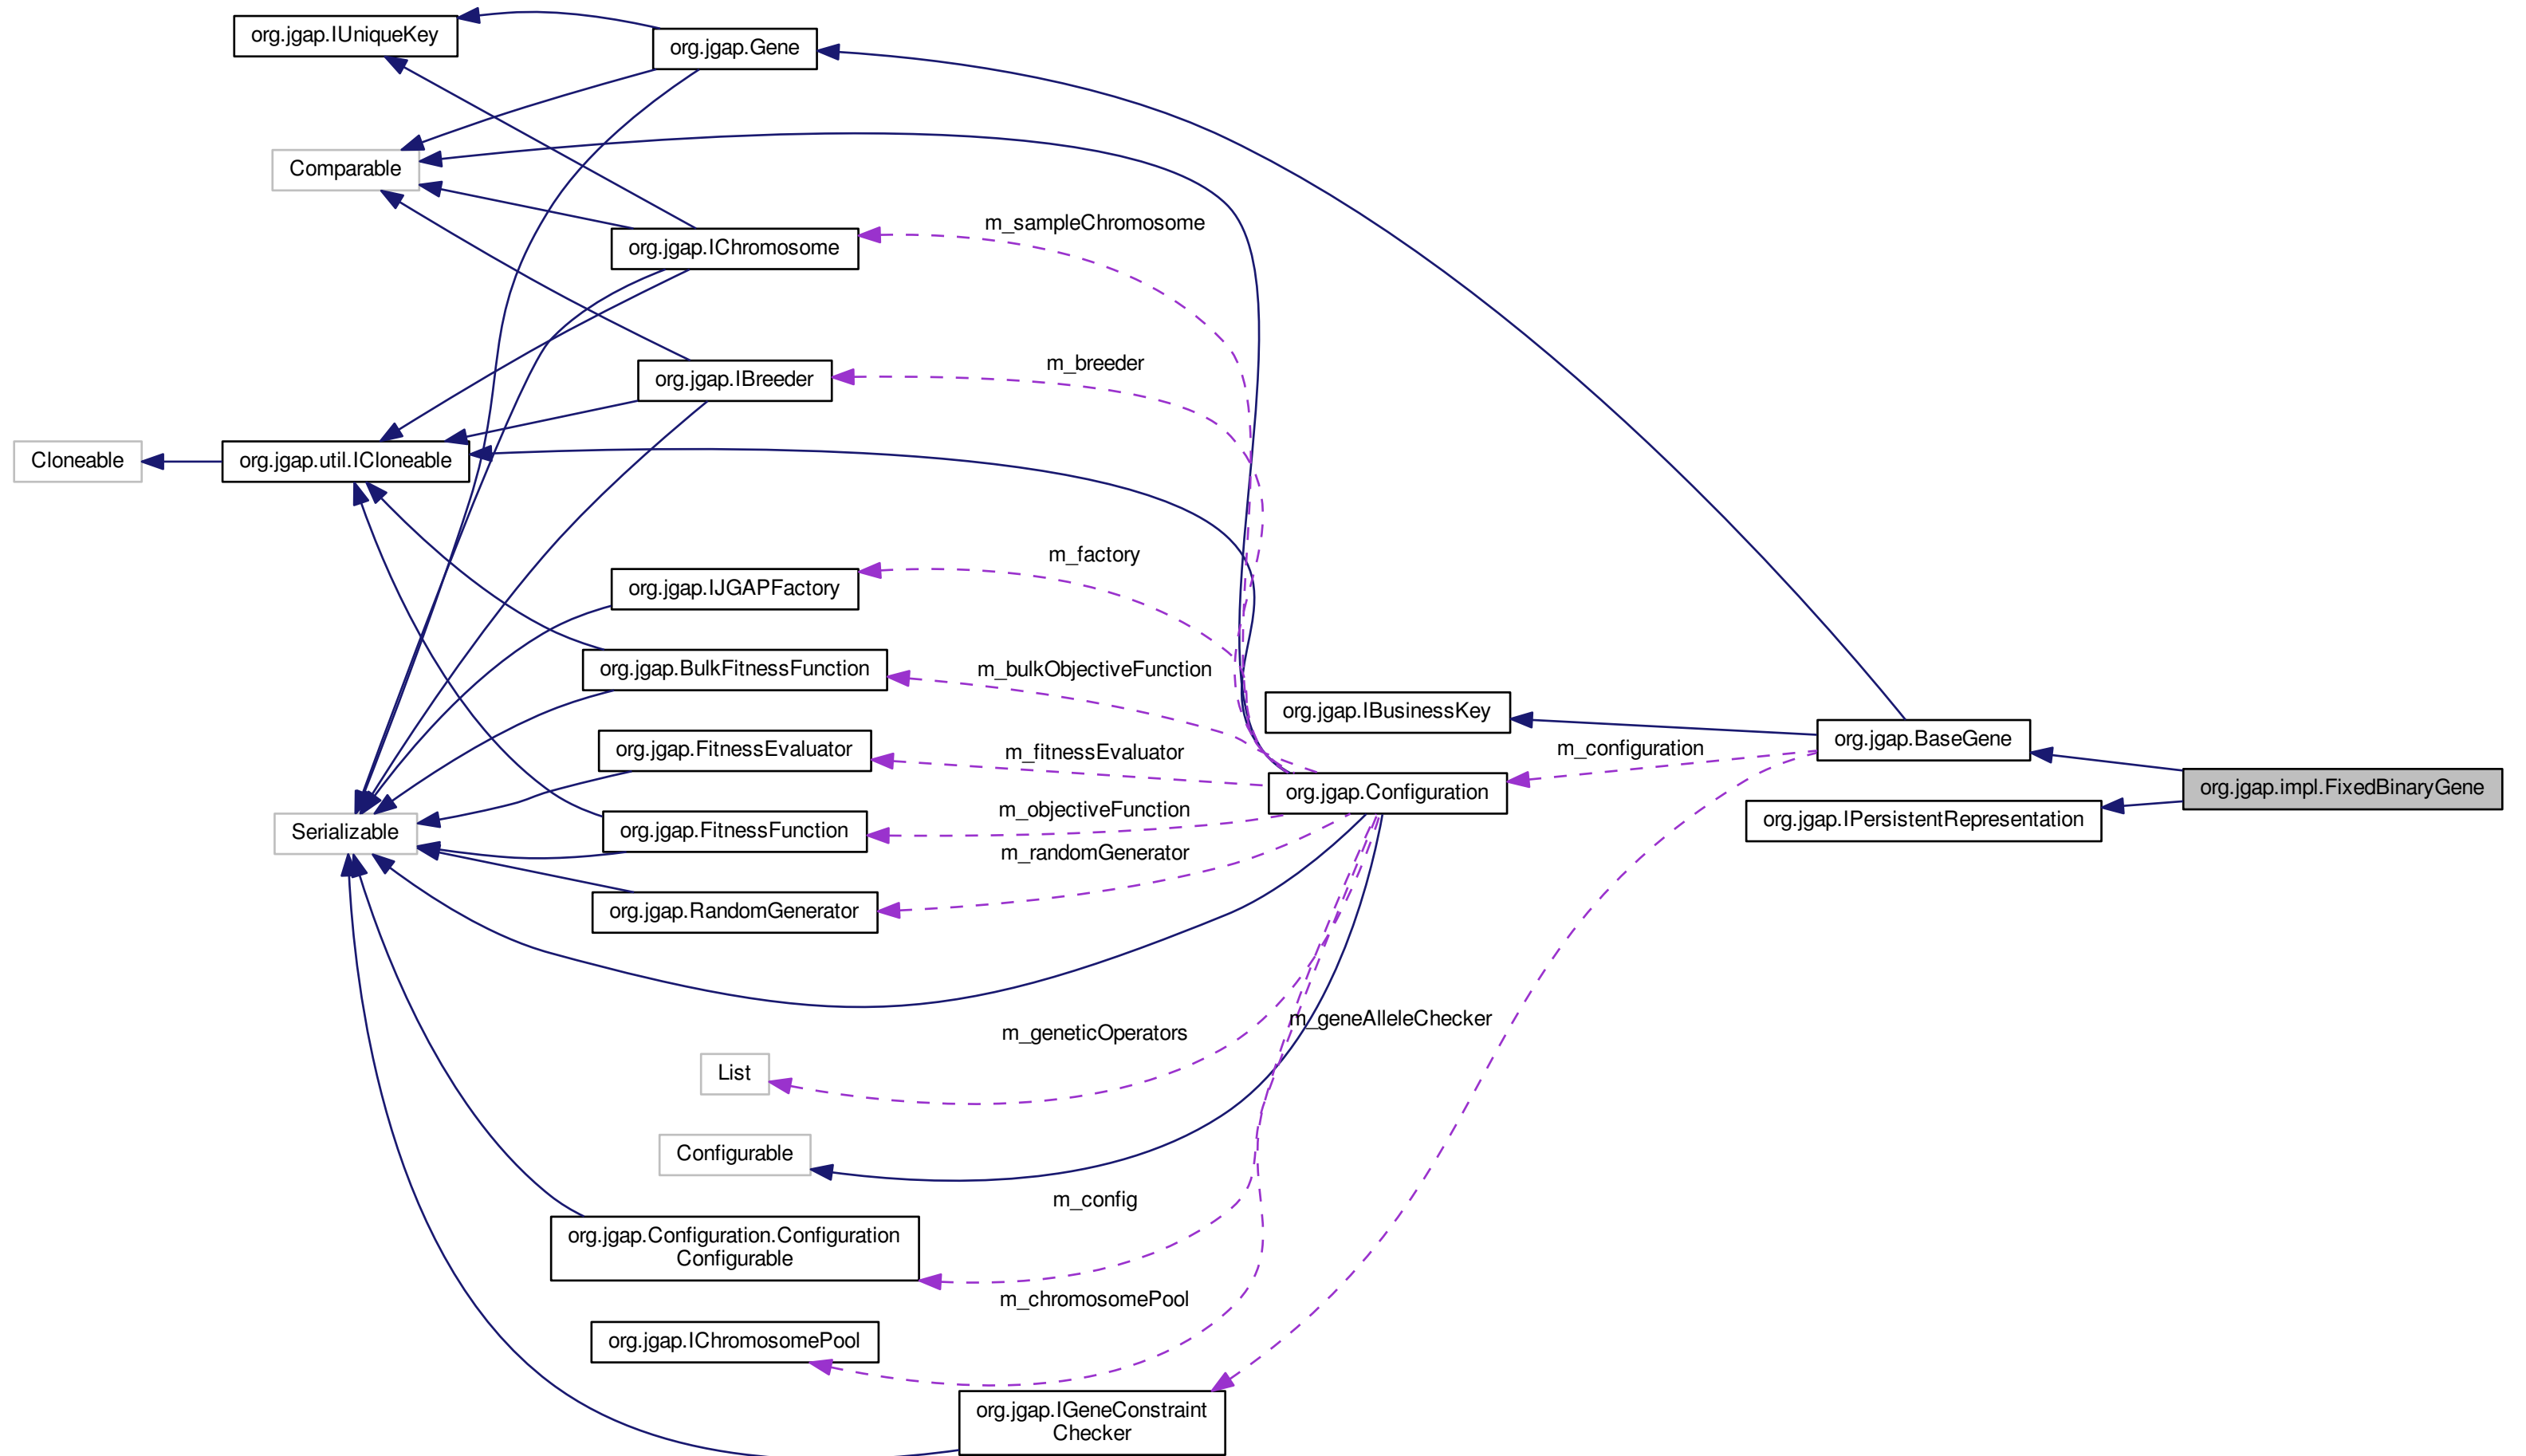 org.jgap.IUniqueKey
org.jgap.Gene
Comparable
m_sampleChromosome
org.jgap.IChromosome
m_breeder
org.jgap.IBreeder
Cloneable
org.jgap.util.ICloneable
m_factory
org.jgap.IJGAPFactory
org.jgap.BulkFitnessFunction
m_bulkObjectiveFunction
org.jgap.IBusinessKey
org.jgap.FitnessEvaluator
m_fitnessEvaluator
m_configuration
org.jgap.BaseGene
org.jgap.impl.FixedBinaryGene
org.jgap.Configuration
m_objectiveFunction
org.jgap.IPersistentRepresentation
Serializable
org.jgap.FitnessFunction
m_randomGenerator
org.jgap.RandomGenerator
m_geneAlleleChecker
m_geneticOperators
List
Configurable
m_config
org.jgap.Configuration.Configuration
Configurable
m_chromosomePool
org.jgap.IChromosomePool
org.jgap.IGeneConstraint
Checker